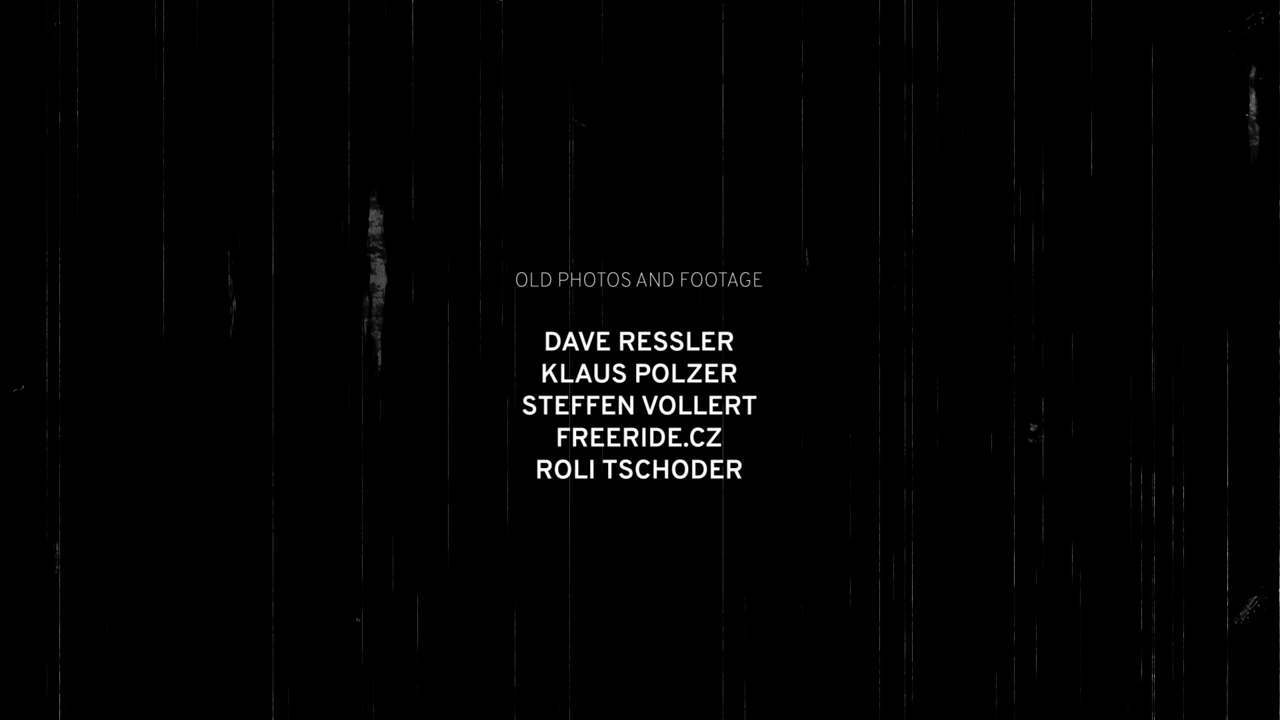 OLD PHOTOS AND FOOTAGE
DAVE RESSLER
KLAUS POLZER
STEFFEN VOLLERT
FREERIDE.CZ
ROLI TSCHODER